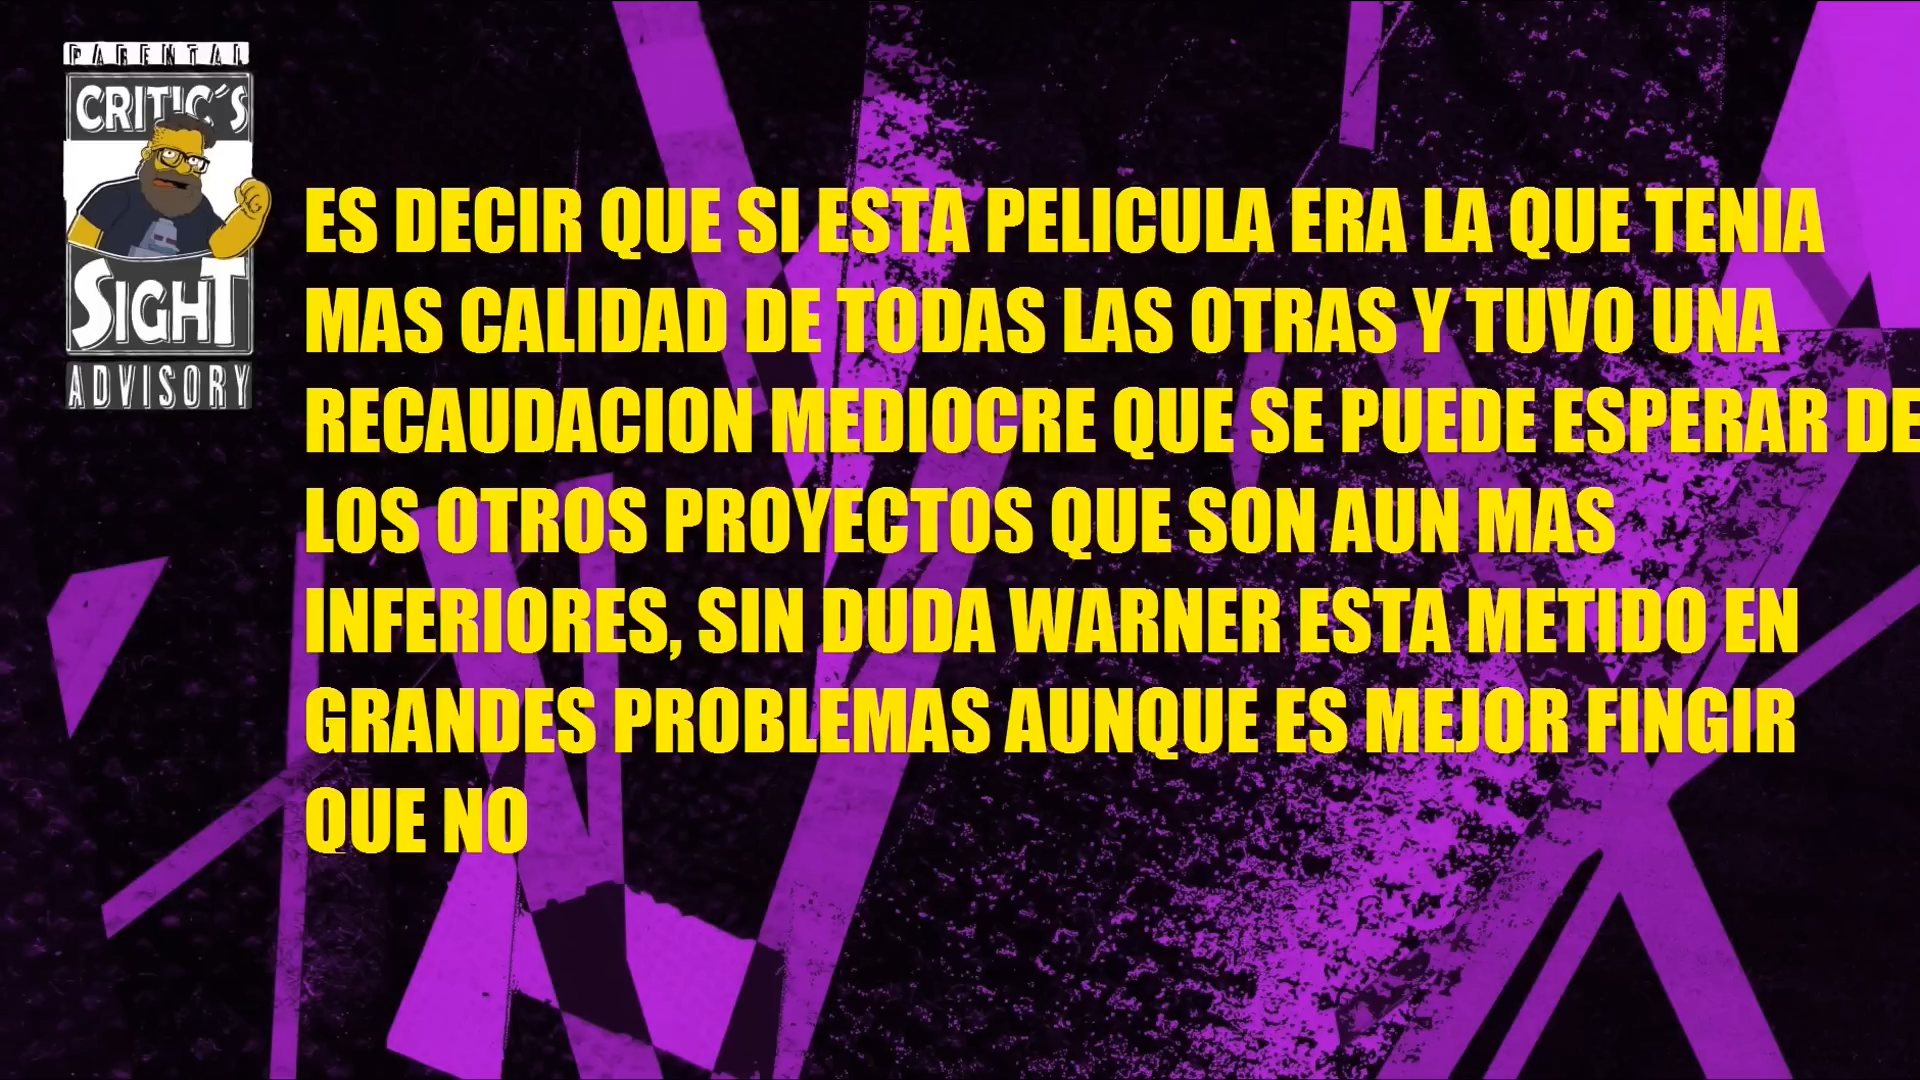 PARENTAL
CRITIC´S
SIGHT
ADVISORY
ES DECIR QUE SI ESTA PELICULA ERA LA QUE TENIA
MAS CALIDAD DE TODAS LAS OTRAS Y TUVO UNA
RECAUDACION MEDIOCRE QUE SE PUEDE ESPERAR DE
LOS OTROS PROYECTOS QUE SON AUN MAS
INFERIORES, SIN DUDA WARNER ESTA METIDO EN
GRANDES PROBLEMAS AUNQUE ES MEJOR FINGIR
QUE NO